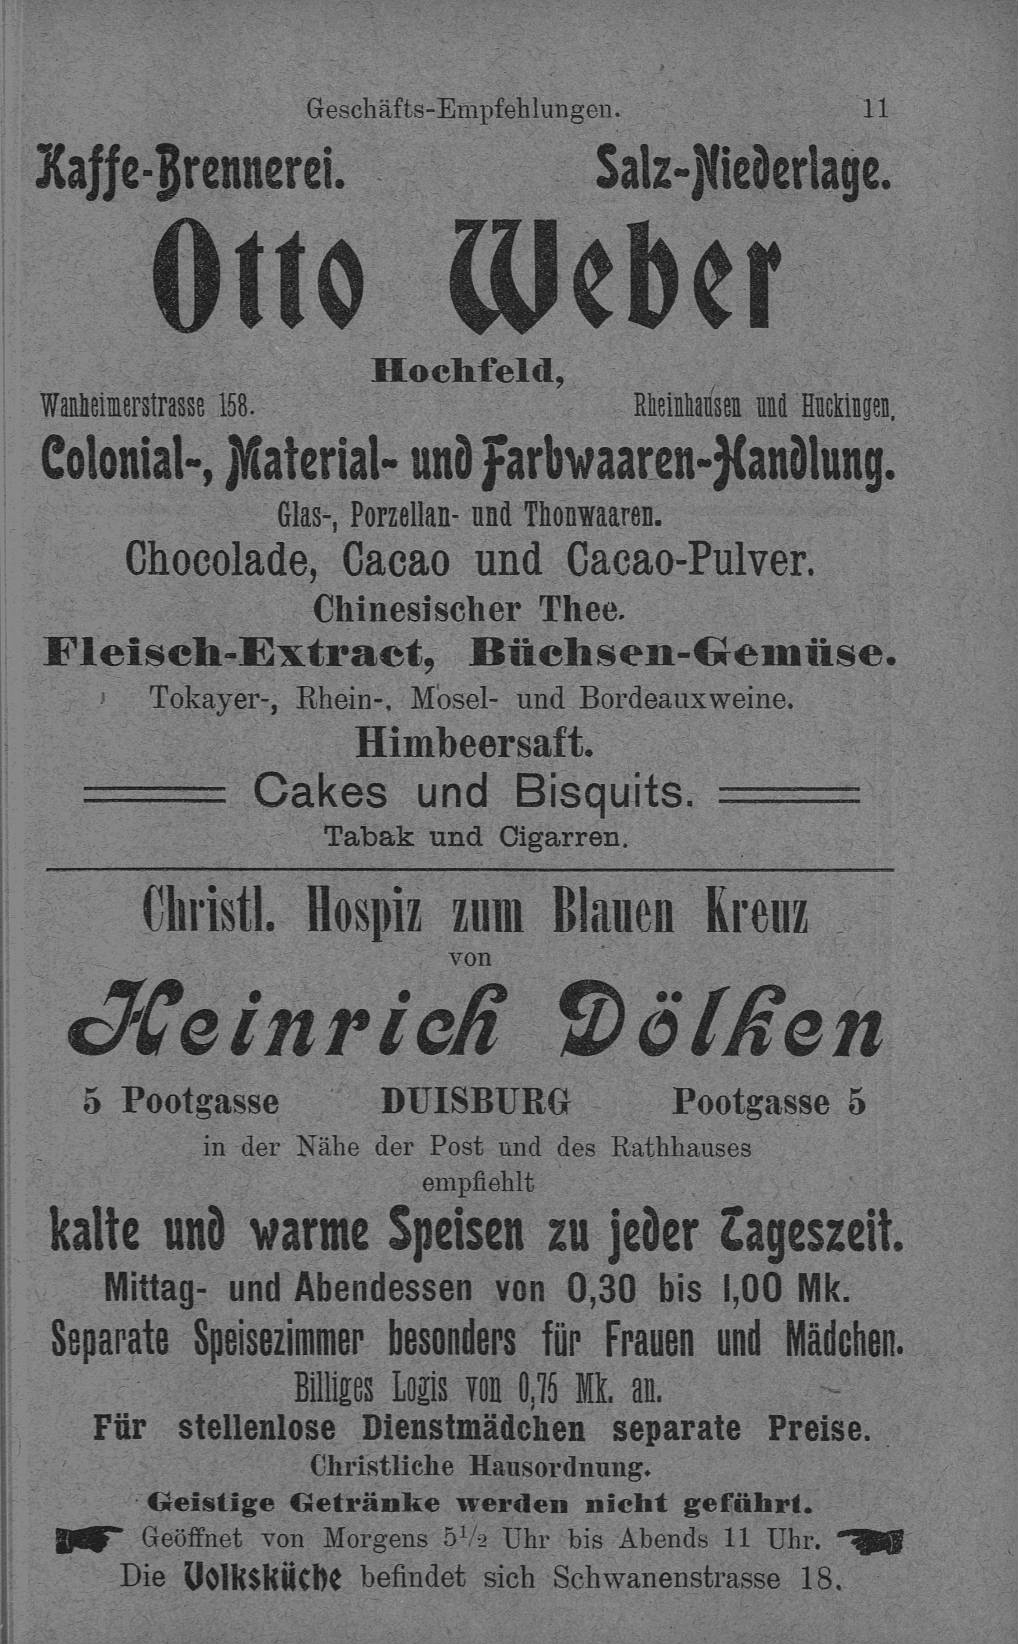 Geschäfts-Empfehlungen. 11
Kaffe-Brennerei. Salz-Niederlage.
Otto Weber
Hochfeld,
Wanheimerstrasse 158. Rheinhausen und Huckingen,
Colonial-, Material- und Farbwaaren-Handlung.
Glas-, Porzellan- und Thonwaaren.
Chocolade, Cacao und Cacao-Pulver.
Chinesischer Thee.
Fleisch-Extract, Büchsen-Gemüse.
Tokayer-, Rhein-, Mosel- und Bordeauxweine.
Himbeersaft.
Cakes und Bisquits.
Tabak und Cigarren.
Christl. Hospiz zum Blauen Kreuz
von
Heinrich Dölken
5 Pootgasse DUISBURG Pootgasse 5
in der Nähe der Post und des Rathhauses
empfiehlt
kalte und warme Speisen zu jeder Tageszeit.
Mittag- und Abendessen von 0,30 bis 1,00 Mk.
Separate Speisezimmer besonders für Frauen und Mädchen.
Billiges Logis von 0,75 Mk. an.
Für stellenlose Dienstmädchen separate Preise.
Christliche Hausordnung.
Geistige Getränke werden nicht geführt.
Geöffnet von Morgens 5½ Uhr bis Abends 11 Uhr.
Die Volksküche befindet sich Schwanenstrasse 18.